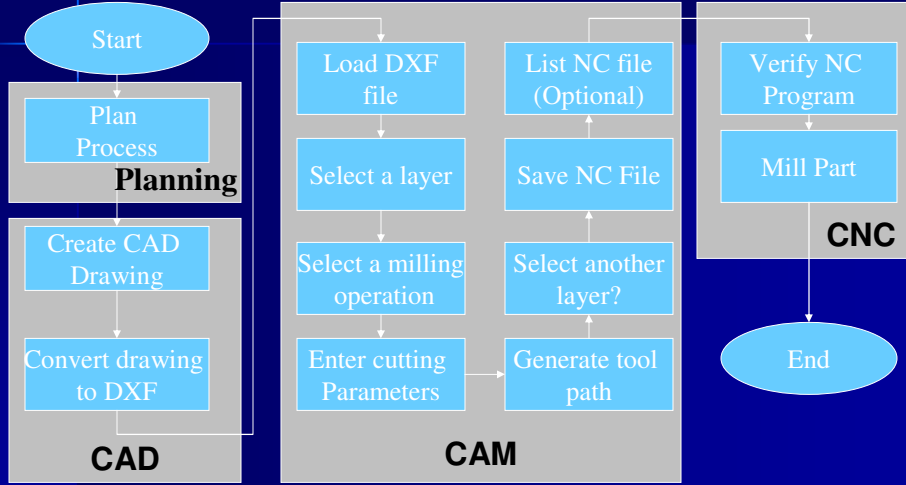 Start
Plan
Process
Planning
Create CAD
Drawing
Convert drawing
to DXF
CAD
Load DXF
file
Select a layer
Select a milling
operation
Enter cutting
Parameters
Generate tool
path
Select another
layer?
Save NC File
List NC file
(Optional)
CAM
Verify NC
Program
Mill Part
CNC
End